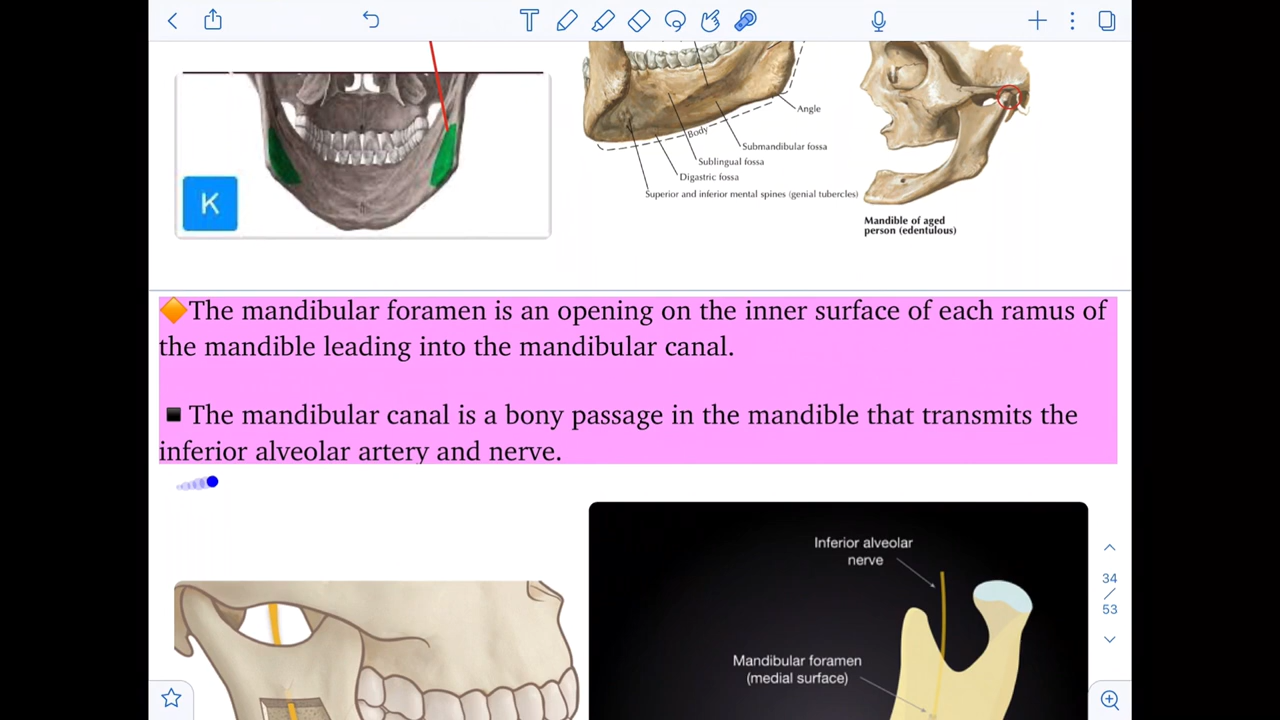 Angle
Body
Submandibular fossa
Sublingual fossa
Digastric fossa
Superior and inferior mental spines (genial tubercles)
Mandible of aged
person (edentulous)
K
🔶The mandibular foramen is an opening on the inner surface of each ramus of
the mandible leading into the mandibular canal.
▪️The mandibular canal is a bony passage in the mandible that transmits the
inferior alveolar artery and nerve.
Inferior alveolar
nerve
Mandibular foramen
(medial surface)
34
/
53